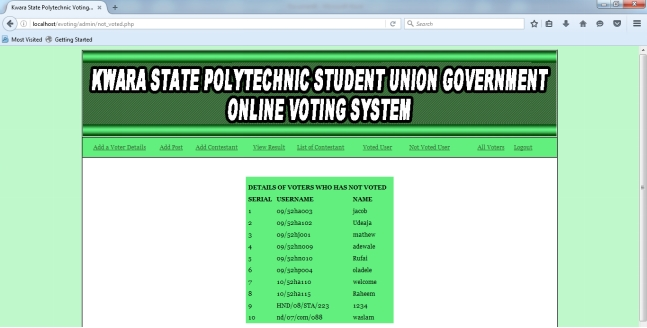 Kwara State Polytechnic Voting...
localhost/evoting/admin/not_voted.php
Search
Most Visited Getting Started
KWARA STATE POLYTECHNIC STUDENT UNION GOVERNMENT
ONLINE VOTING SYSTEM
Add a Voter Details Add Post Add Contestant View Result List of Contestant Voted User Not Voted User All Voters Logout
DETAILS OF VOTERS WHO HAS NOT VOTED
SERIAL USERNAME NAME
1 09/52ha003 jacob
2 09/52ha102 Udeaja
3 09/52hj001 mathew
4 09/52hn009 adewale
5 09/52hn010 Rufai
6 09/52hp004 oladele
7 10/52ha110 welcome
8 10/52ha115 Raheem
9 HND/08/STA/223 1234
10 nd/07/com/088 waslam